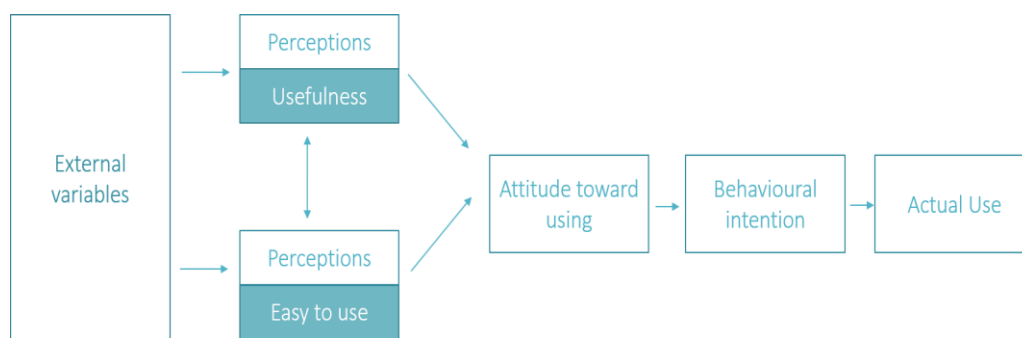 External
variables
Perceptions
Usefulness
Perceptions
Easy to use
Attitude toward
using
Behavioural
intention
Actual Use